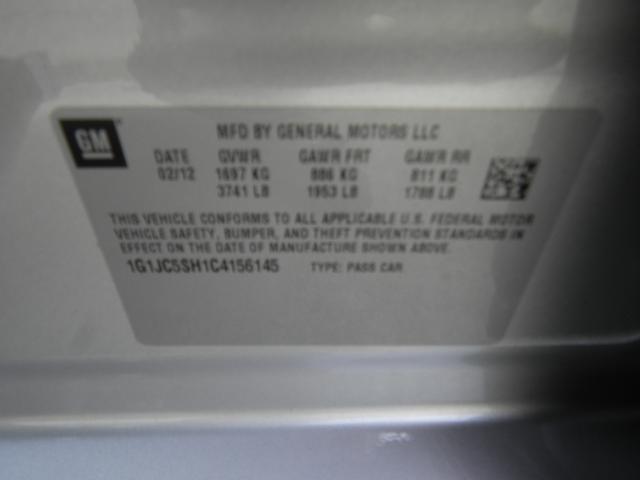 GM
MFD BY GENERAL MOTORS LLC
DATE GVWR GAWR FRT GAWR RR
02/12 1697 KG 886 KG 811 KG
3741 LB 1953 LB 1788 LB
THIS VEHICLE CONFORMS TO ALL APPLICABLE U.S. FEDERAL MOTOR
VEHICLE SAFETY, BUMPER, AND THEFT PREVENTION STANDARDS IN
EFFECT ON THE DATE OF MANUFACTURE SHOWN ABOVE.
1G1JC5SH1C4156145 TYPE: PASS CAR